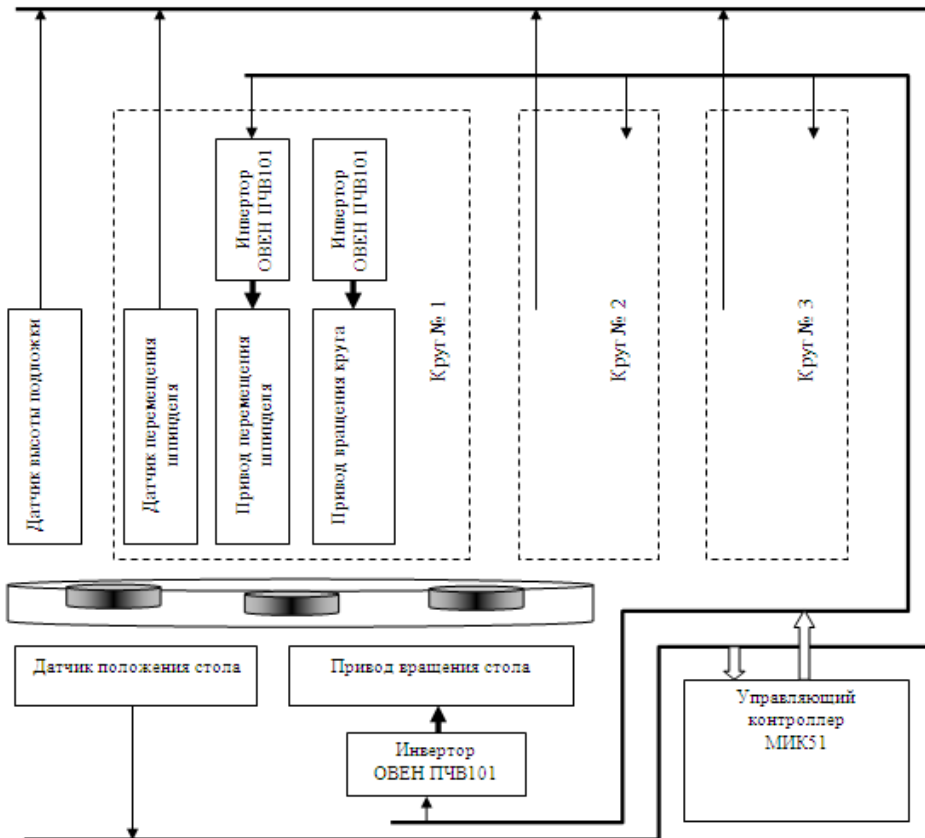 Инвертор
ОВЕН ПЧВ101
Инвертор
ОВЕН ПЧВ101
Датчик высоты подложки
Датчик перемещения
шпинделя
Привод перемещения
шпинделя
Привод вращения круга
Круг № 1
Круг № 2
Круг № 3
Датчик положения стола
Привод вращения стола
Инвертор
ОВЕН ПЧВ101
Управляющий
контроллер
МИК51